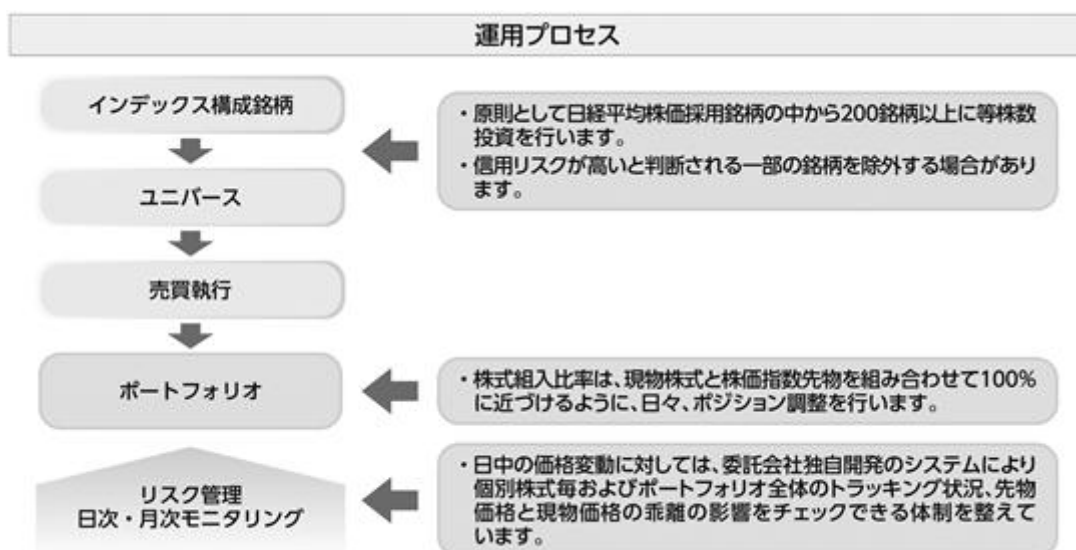 運用プロセス
インデックス構成銘柄
・原則として日経平均株価採用銘柄の中から200銘柄以上に等株数
投資を行います。
・信用リスクが高いと判断される一部の銘柄を除外する場合があり
ます。
ユニバース
売買執行
ポートフォリオ
・株式組入比率は、現物株式と株価指数先物を組み合わせて100%
に近づけるように、日々、ポジション調整を行います。
リスク管理
日次・月次モニタリング
・日中の価格変動に対しては、委託会社独自開発のシステムにより
個別株式毎およびポートフォリオ全体のトラッキング状況、先物
価格と現物価格の乖離の影響をチェックできる体制を整えて
います。